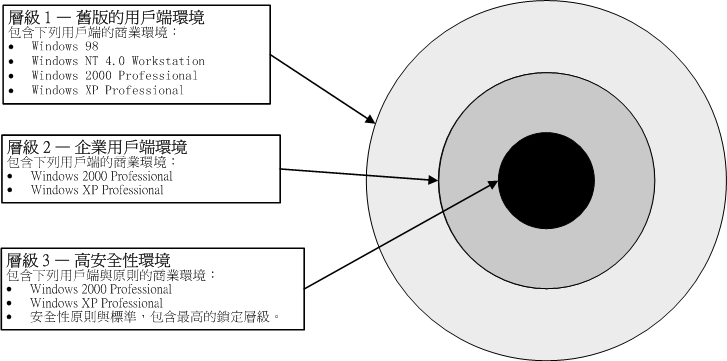 層級 1 — 舊版的用戶端環境
包含下列用戶端的商業環境：
• Windows 98
• Windows NT 4.0 Workstation
• Windows 2000 Professional
• Windows XP Professional
層級 2 — 企業用戶端環境
包含下列用戶端的商業環境：
• Windows 2000 Professional
• Windows XP Professional
層級 3 — 高安全性環境
包含下列用戶端與原則的商業環境：
• Windows 2000 Professional
• Windows XP Professional
• 安全性原則與標準，包含最高的鎖定層級。